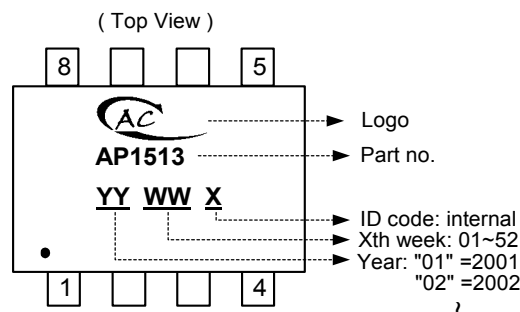 ( Top View )
8 5
AC
Logo
AP1513
Part no.
YY WW X
ID code: internal
Xth week: 01~52
Year: "01" =2001
"02" =2002
~
1 4